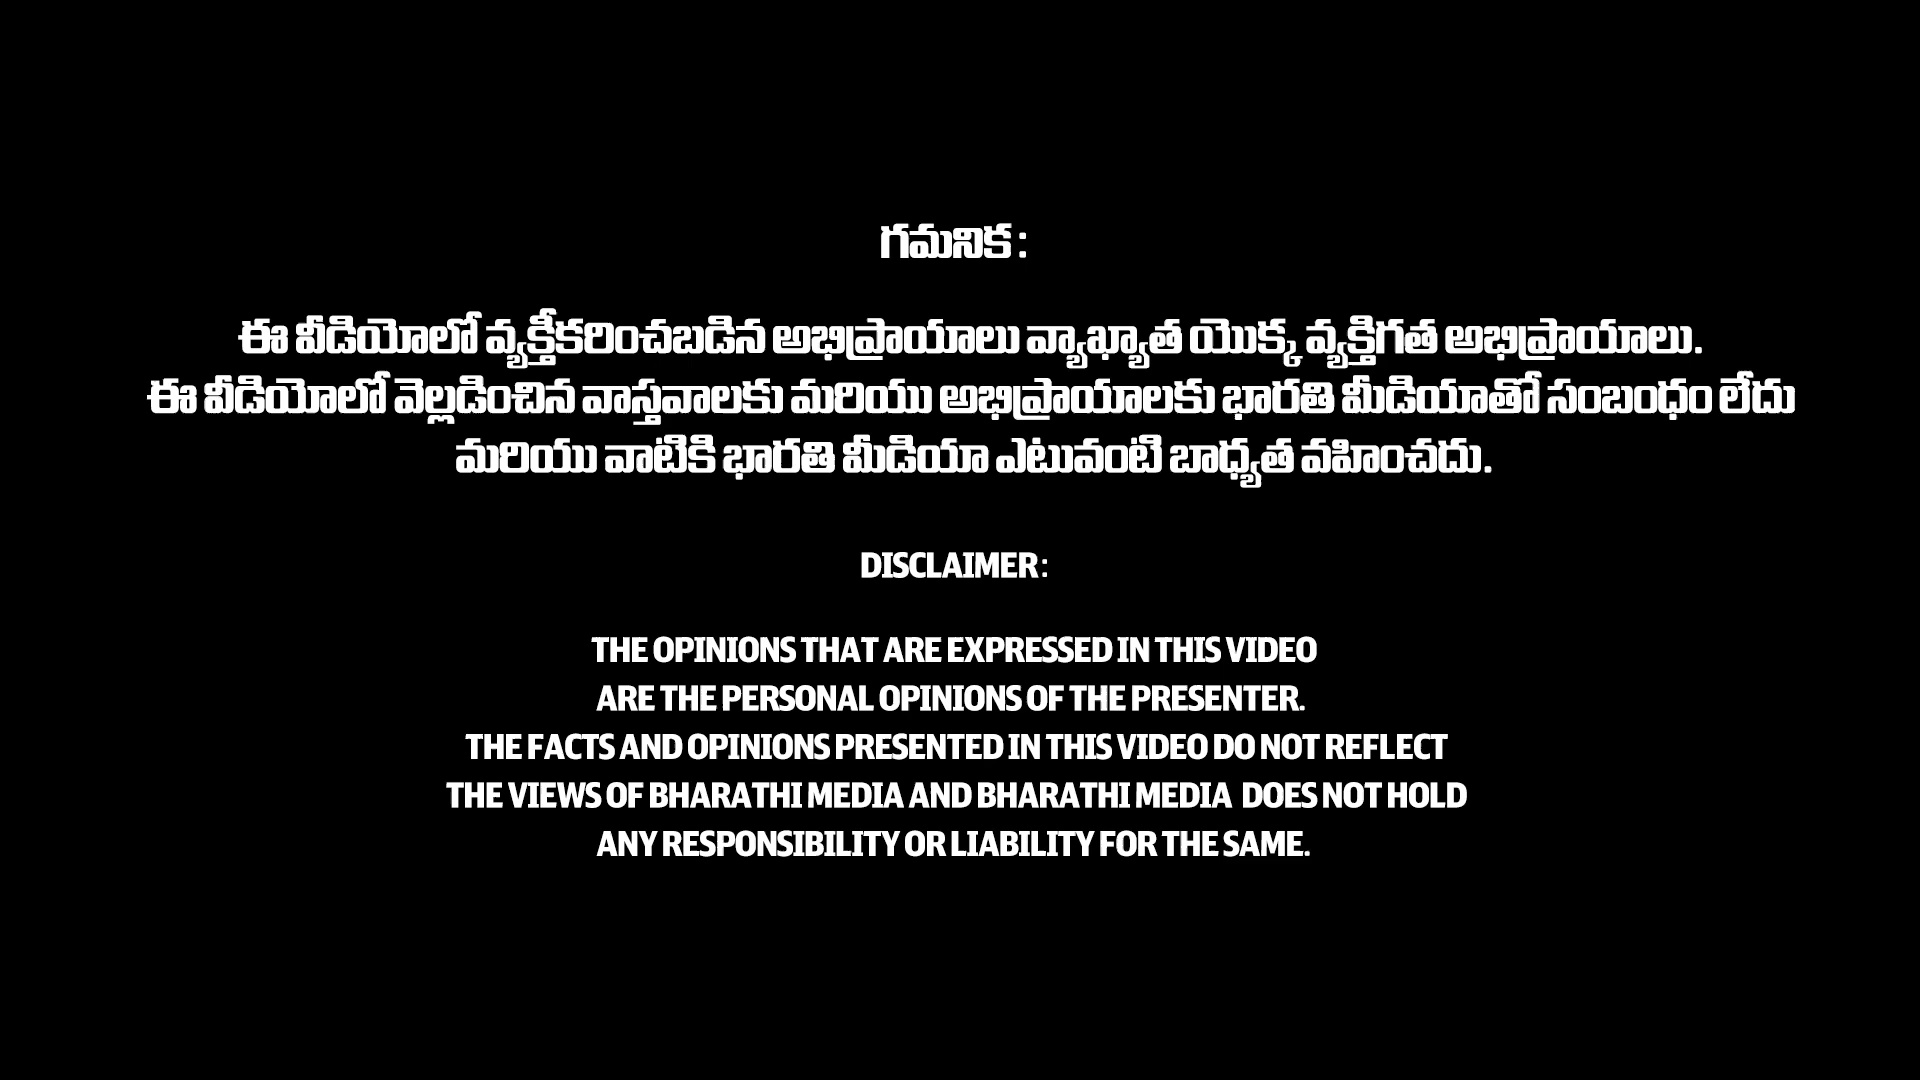 గమనిక:
ఈ వీడియోలో వ్యక్తీకరించబడిన అభిప్రాయాలు వ్యాఖ్యాత యొక్క వ్యక్తిగత అభిప్రాయాలు.
ఈ వీడియోలో వెల్లడించిన వాస్తవాలకు మరియు అభిప్రాయాలకు భారతి మీడియాతో సంబంధం లేదు
మరియు వాటికి భారతి మీడియా ఎటువంటి బాధ్యత వహించదు.
DISCLAIMER:
THE OPINIONS THAT ARE EXPRESSED IN THIS VIDEO
ARE THE PERSONAL OPINIONS OF THE PRESENTER.
THE FACTS AND OPINIONS PRESENTED IN THIS VIDEO DO NOT REFLECT
THE VIEWS OF BHARATHI MEDIA AND BHARATHI MEDIA DOES NOT HOLD
ANY RESPONSIBILITY OR LIABILITY FOR THE SAME.